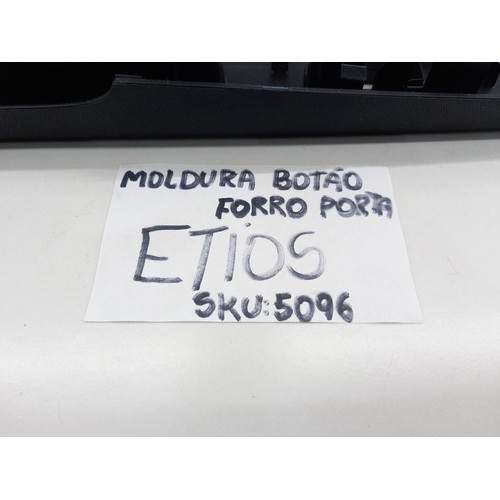 MOLDURA BOTÃO
FORRO PORTA
ETIOS
SKU:5096